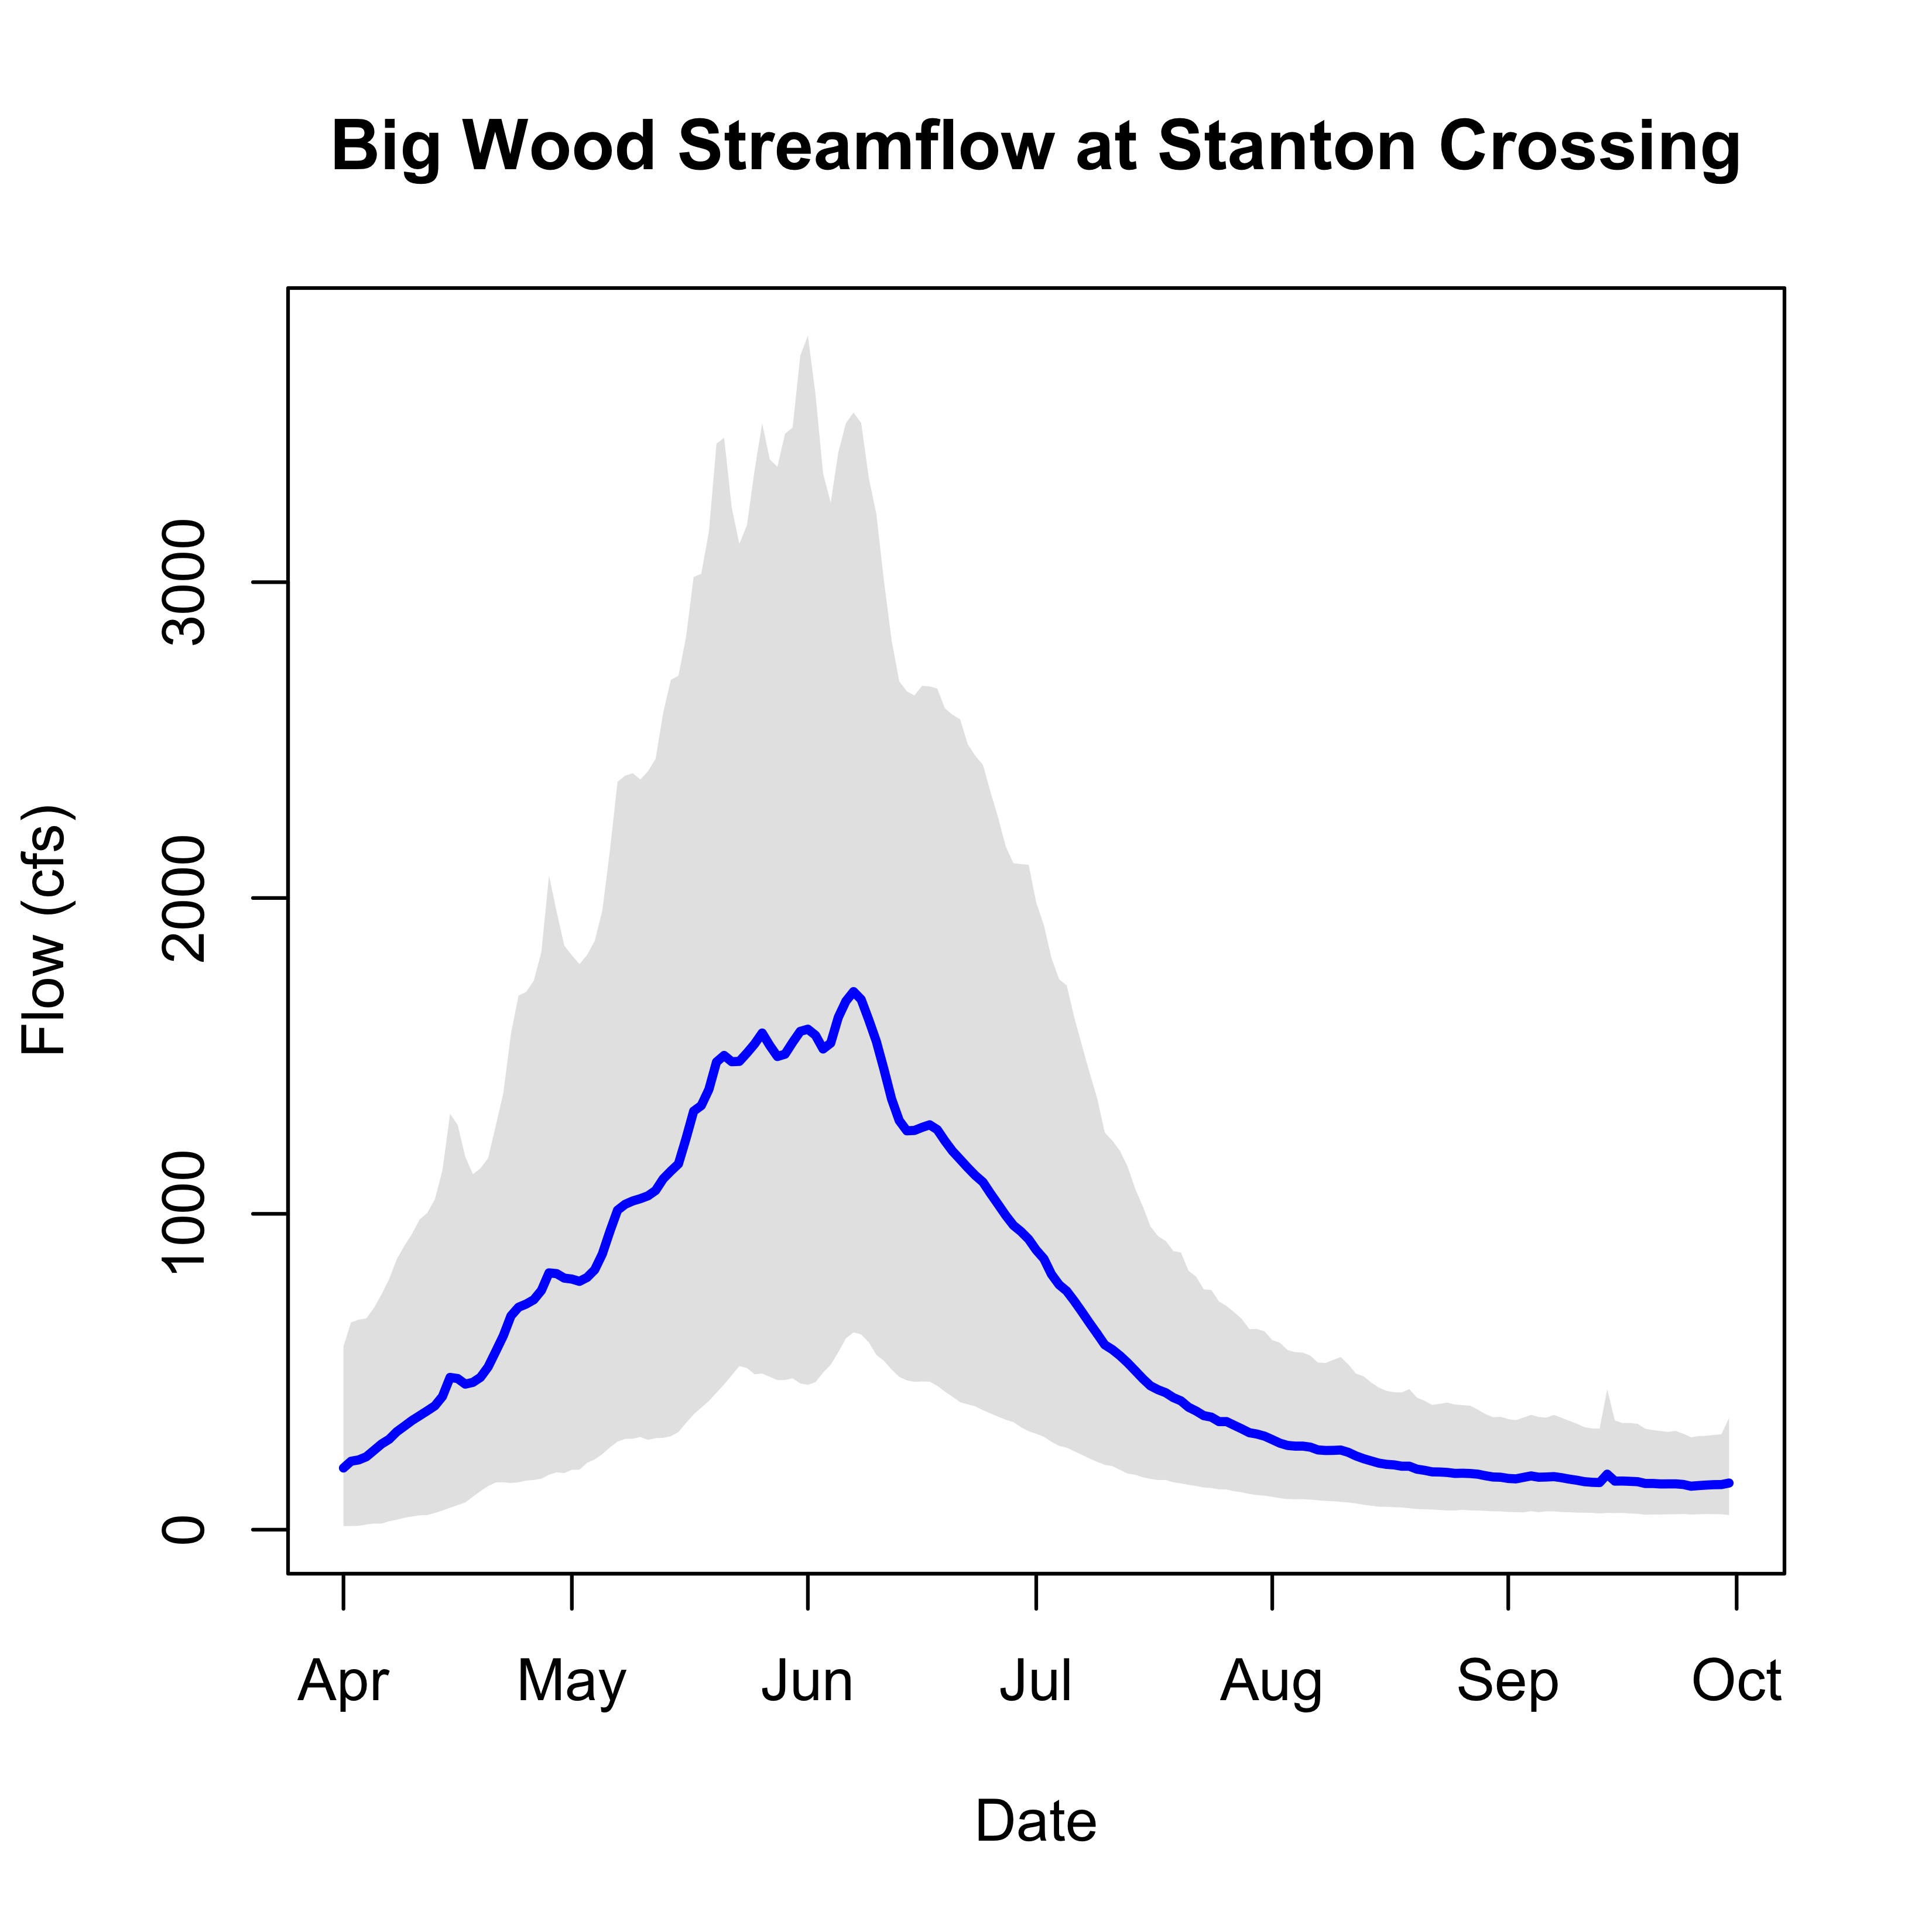 Big Wood Streamflow at Stanton Crossing
Flow (cfs)
3000
2000
1000
0
Apr May Jun Jul Aug Sep Oct
Date